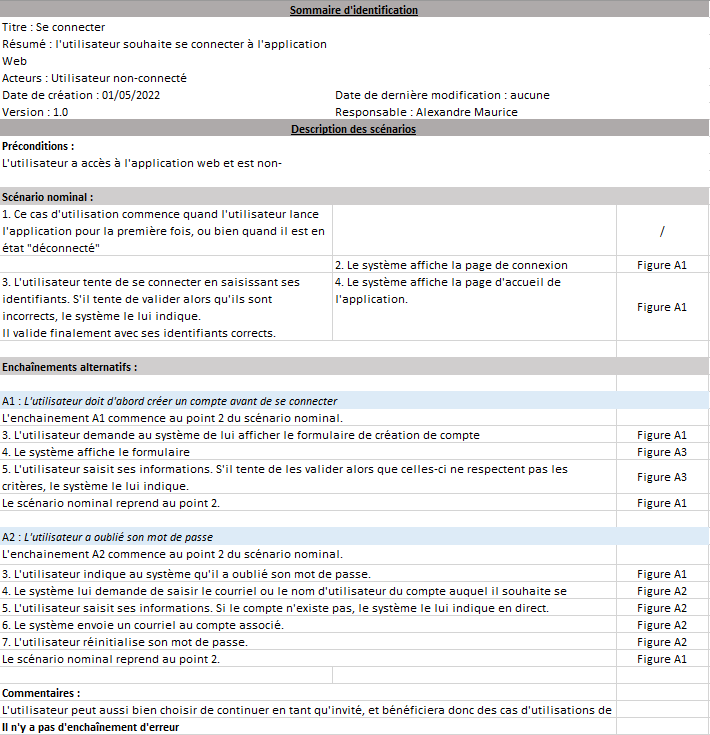 Sommaire d'identification
Titre : Se connecter
Résumé : l'utilisateur souhaite se connecter à l'application
Web
Acteurs : Utilisateur non-connecté
Date de création : 01/05/2022 Date de dernière modification : aucune
Version : 1.0 Responsable : Alexandre Maurice
Description des scénarios
Préconditions :
L'utilisateur a accès à l'application web et est non-
Scénario nominal :
1. Ce cas d'utilisation commence quand l'utilisateur lance
l'application pour la première fois, ou bien quand il est en
état "déconnecté"
/
2. Le système affiche la page de connexion Figure A1
3. L'utilisateur tente de se connecter en saisissant ses
identifiants. S'il tente de valider alors qu'ils sont
incorrects, le système le lui indique.
Il valide finalement avec ses identifiants corrects.
4. Le système affiche la page d'accueil de
l'application.
Figure A1
Enchaînements alternatifs :
A1 : L'utilisateur doit d'abord créer un compte avant de se connecter
L'enchainement A1 commence au point 2 du scénario nominal.
3. L'utilisateur demande au système de lui afficher le formulaire de création de compte Figure A1
4. Le système affiche le formulaire Figure A3
5. L'utilisateur saisit ses informations. S'il tente de les valider alors que celles-ci ne respectent pas les
critères, le système le lui indique.
Figure A3
Le scénario nominal reprend au point 2. Figure A1
A2 : L'utilisateur a oublié son mot de passe
L'enchainement A2 commence au point 2 du scénario nominal.
3. L'utilisateur indique au système qu'il a oublié son mot de passe. Figure A1
4. Le système lui demande de saisir le courriel ou le nom d'utilisateur du compte auquel il souhaite se Figure A2
5. L'utilisateur saisit ses informations. Si le compte n'existe pas, le système le lui indique en direct. Figure A2
6. Le système envoie un courriel au compte associé. Figure A2
7. L'utilisateur réinitialise son mot de passe. Figure A2
Le scénario nominal reprend au point 2. Figure A1
Commentaires :
L'utilisateur peut aussi bien choisir de continuer en tant qu'invité, et bénéficiera donc des cas d'utilisations de
Il n'y a pas d'enchaînement d'erreur